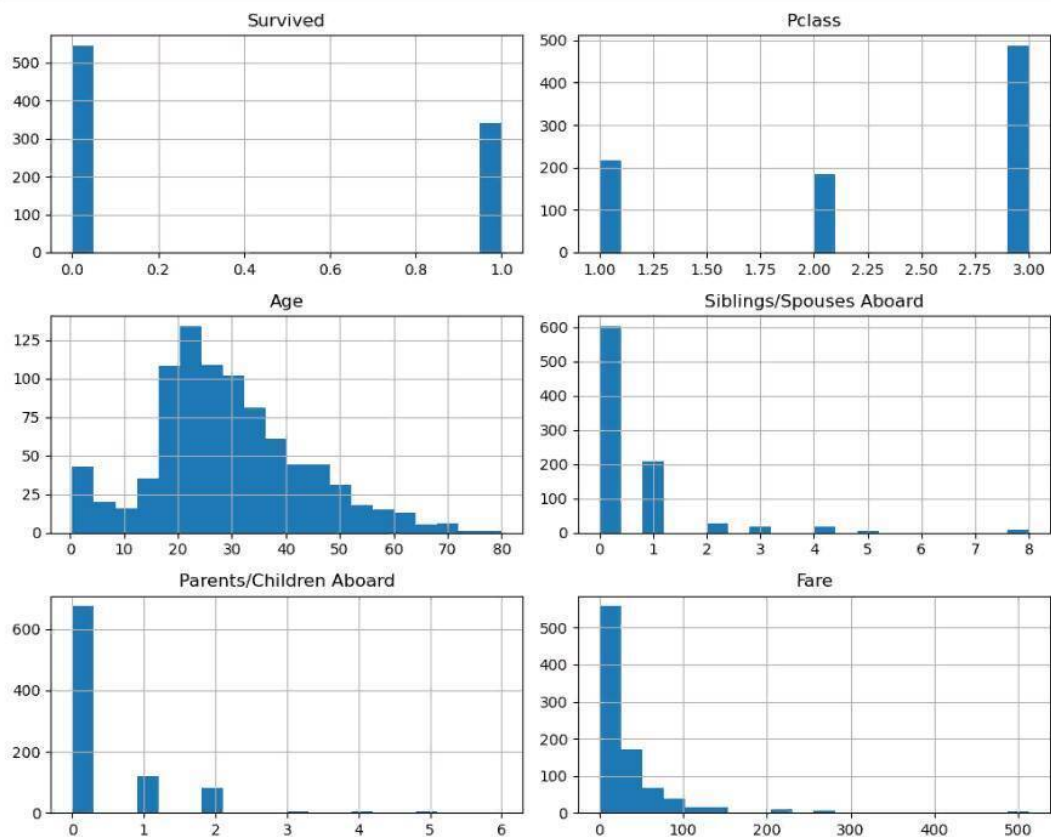 Survived
500
400
300
200
100
0
0.0 0.2 0.4 0.6 0.8 1.0
Pclass
500
400
300
200
100
0
1.00 1.25 1.50 1.75 2.00 2.25 2.50 2.75 3.00
Age
125
100
75
50
25
0
0 10 20 30 40 50 60 70 80
Siblings/Spouses Aboard
600
500
400
300
200
100
0
0 1 2 3 4 5 6 7 8
Parents/Children Aboard
600
400
200
0
0 1 2 3 4 5 6
Fare
500
400
300
200
100
0
0 100 200 300 400 500